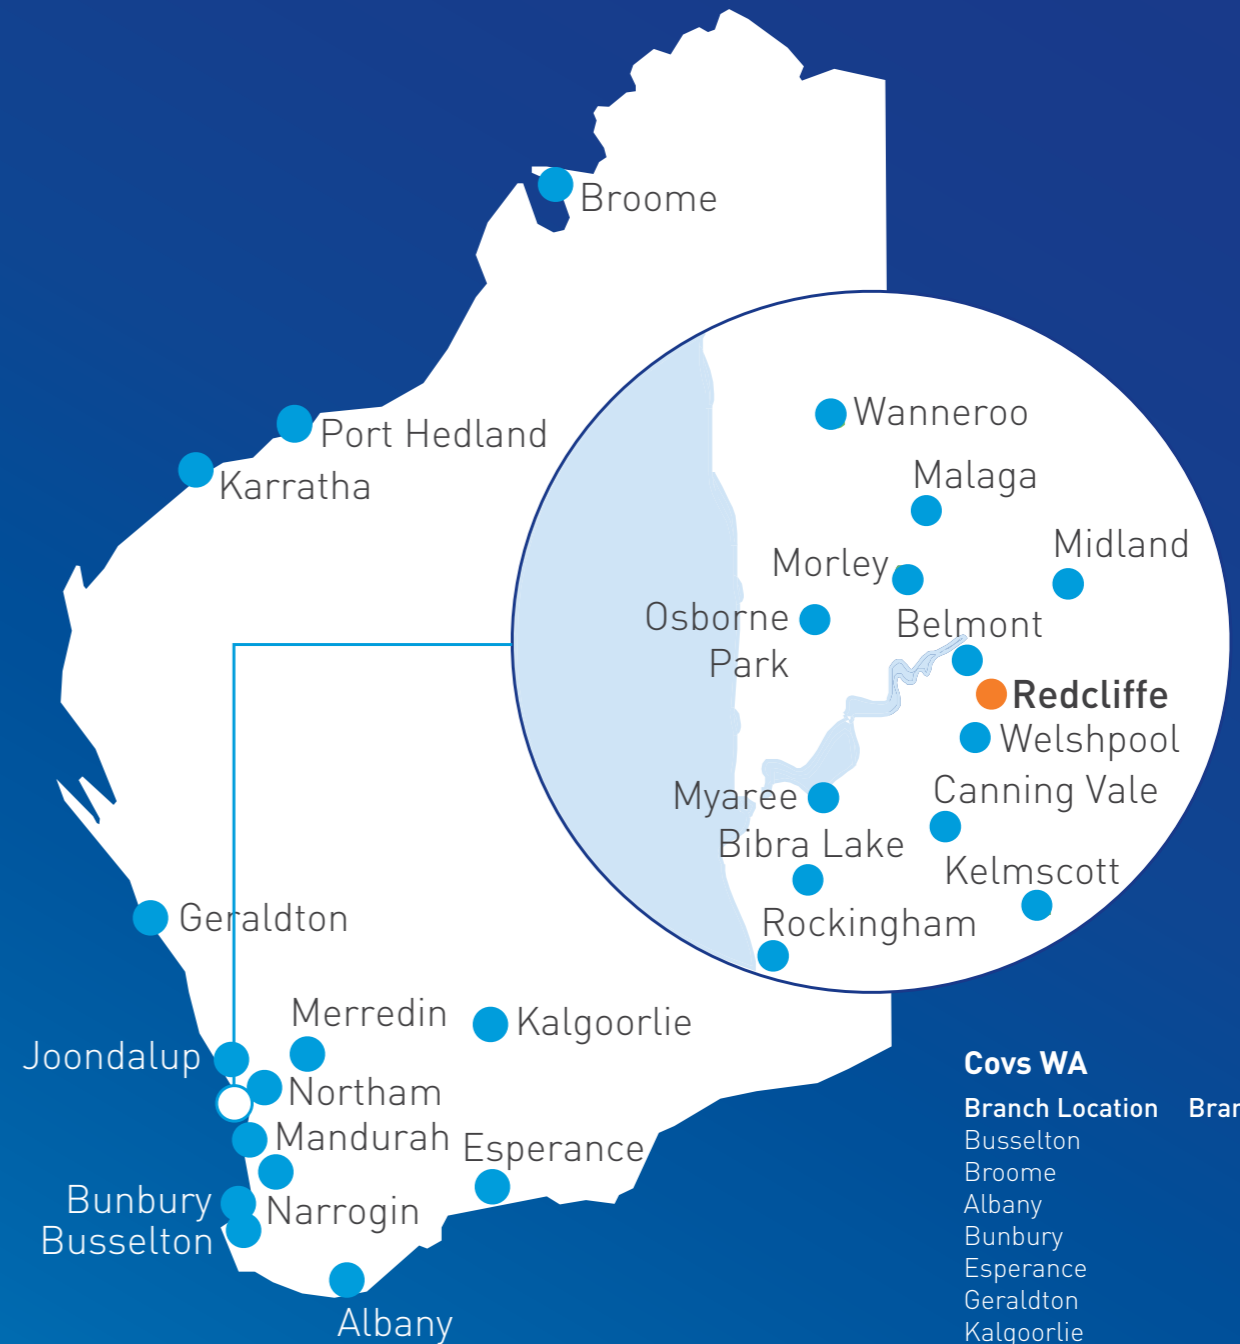 Broome
Port Hedland
Karratha
Wanneroo
Malaga
Midland
Morley
Osborne
Park
Belmont
Redcliffe
Welshpool
Myaree
Canning Vale
Bibra Lake
Kelmscott
Rockingham
Geraldton
Merredin
Kalgoorlie
Joondalup
Northam
Mandurah
Esperance
Bunbury
Narrogin
Busselton
Albany
Covs WA
Branch Location Bran
Busselton
Broome
Albany
Bunbury
Esperance
Geraldton
Kalgoorlie